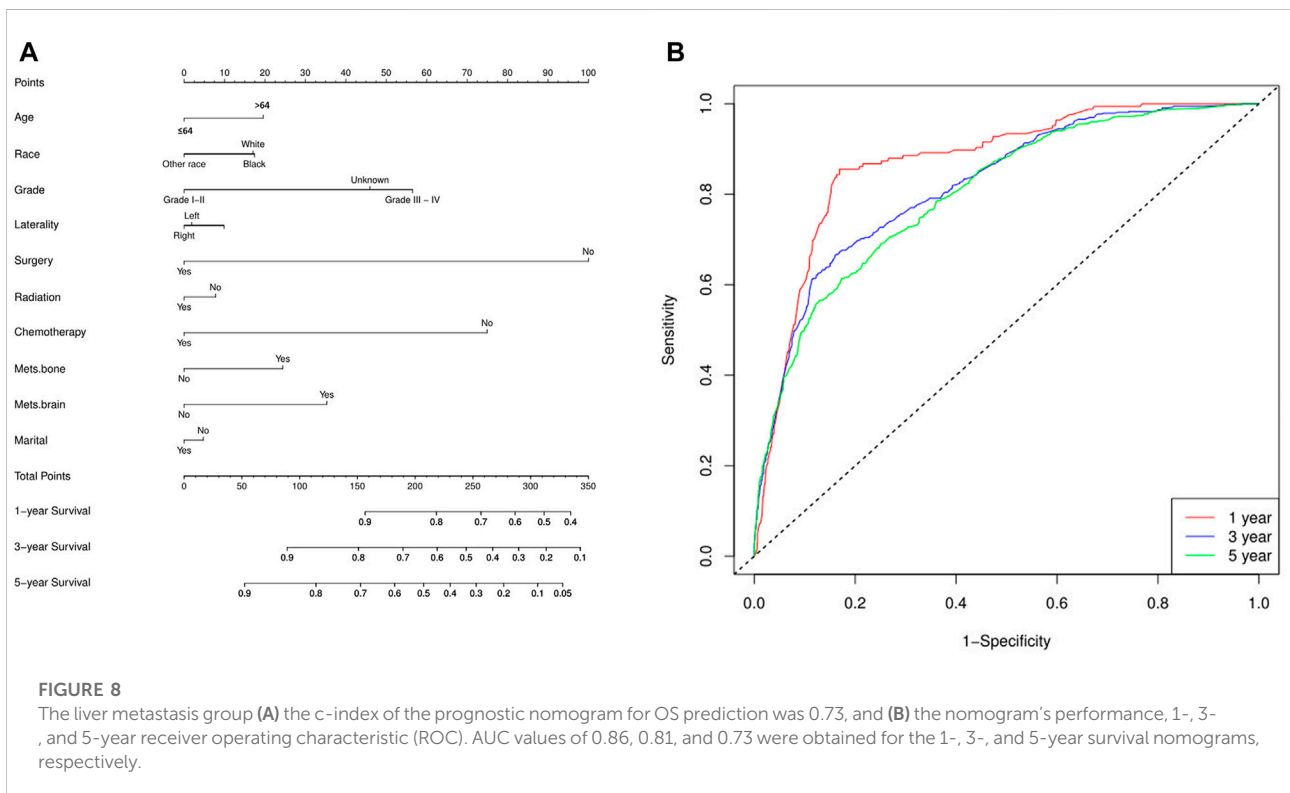 A
Points
0 10 20 30 40 50 60 70 80 90 100
Age
>64
≤64
Race
White
Other race Black
Grade
Unknown
Grade I−II Grade III − IV
Laterality
Left
Right
Surgery
No
Yes
Radiation
No
Yes
Chemotherapy
No
Yes
Mets.bone
Yes
No
Mets.brain
Yes
No
Marital
No
Yes
Total Points
0 50 100 150 200 250 300 350
1−year Survival
0.9 0.8 0.7 0.6 0.5 0.4
3−year Survival
0.9 0.8 0.7 0.6 0.5 0.4 0.3 0.2 0.1
5−year Survival
0.9 0.8 0.7 0.6 0.5 0.4 0.3 0.2 0.1 0.05
B
Sensitivity
1.0
0.8
0.6
0.4
0.2
0.0
0.0 0.2 0.4 0.6 0.8 1.0
1−Specificity
1 year
3 year
5 year
FIGURE 8
The liver metastasis group (A) the c-index of the prognostic nomogram for OS prediction was 0.73, and (B) the nomogram's performance, 1-, 3-
, and 5-year receiver operating characteristic (ROC). AUC values of 0.86, 0.81, and 0.73 were obtained for the 1-, 3-, and 5-year survival nomograms,
respectively.